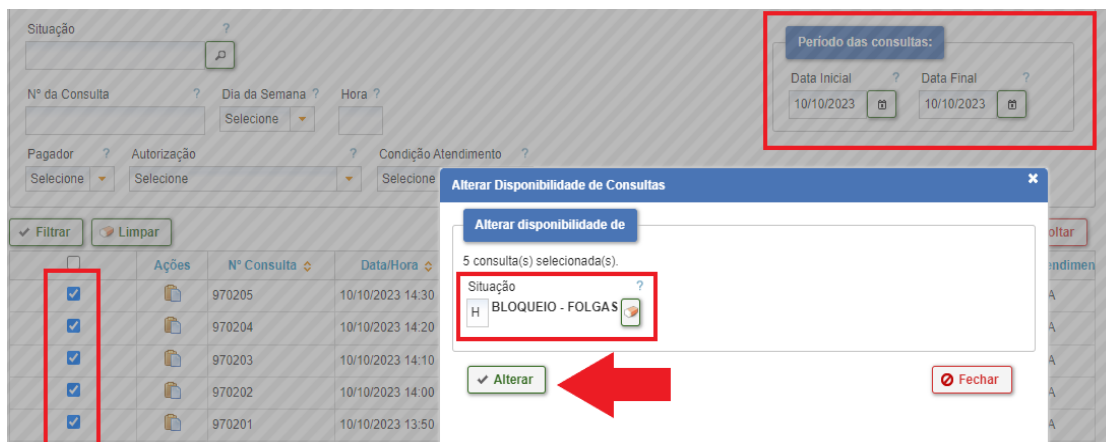 Situação ?
Período das consultas:
Data Inicial ? Data Final ?
10/10/2023 10/10/2023
Nº da Consulta ? Dia da Semana ? Hora ?
Selecione
Pagador ? Autorização ? Condição Atendimento ?
Selecione Selecione Selecione
Alterar Disponibilidade de Consultas
Alterar disponibilidade de
5 consulta(s) selecionada(s).
Situação ?
H BLOQUEIO - FOLGAS
Alterar Fechar
Filtrar Limpar oltar
Ações Nº Consulta Data/Hora endimen
970205 10/10/2023 14:30 A
970204 10/10/2023 14:20 A
970203 10/10/2023 14:10 A
970202 10/10/2023 14:00 A
970201 10/10/2023 13:50 A